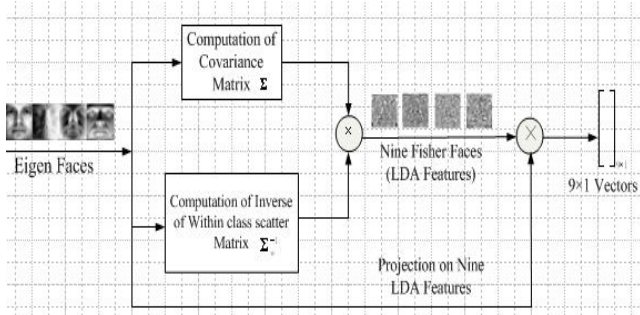 Computation of
Covariance
Matrix Σ
Eigen Faces
×
Nine Fisher Faces
(LDA Features)
×
9×1 Vectors
Computation of Inverse
of Within class scatter
Matrix Σ
Projection on Nine
LDA Features